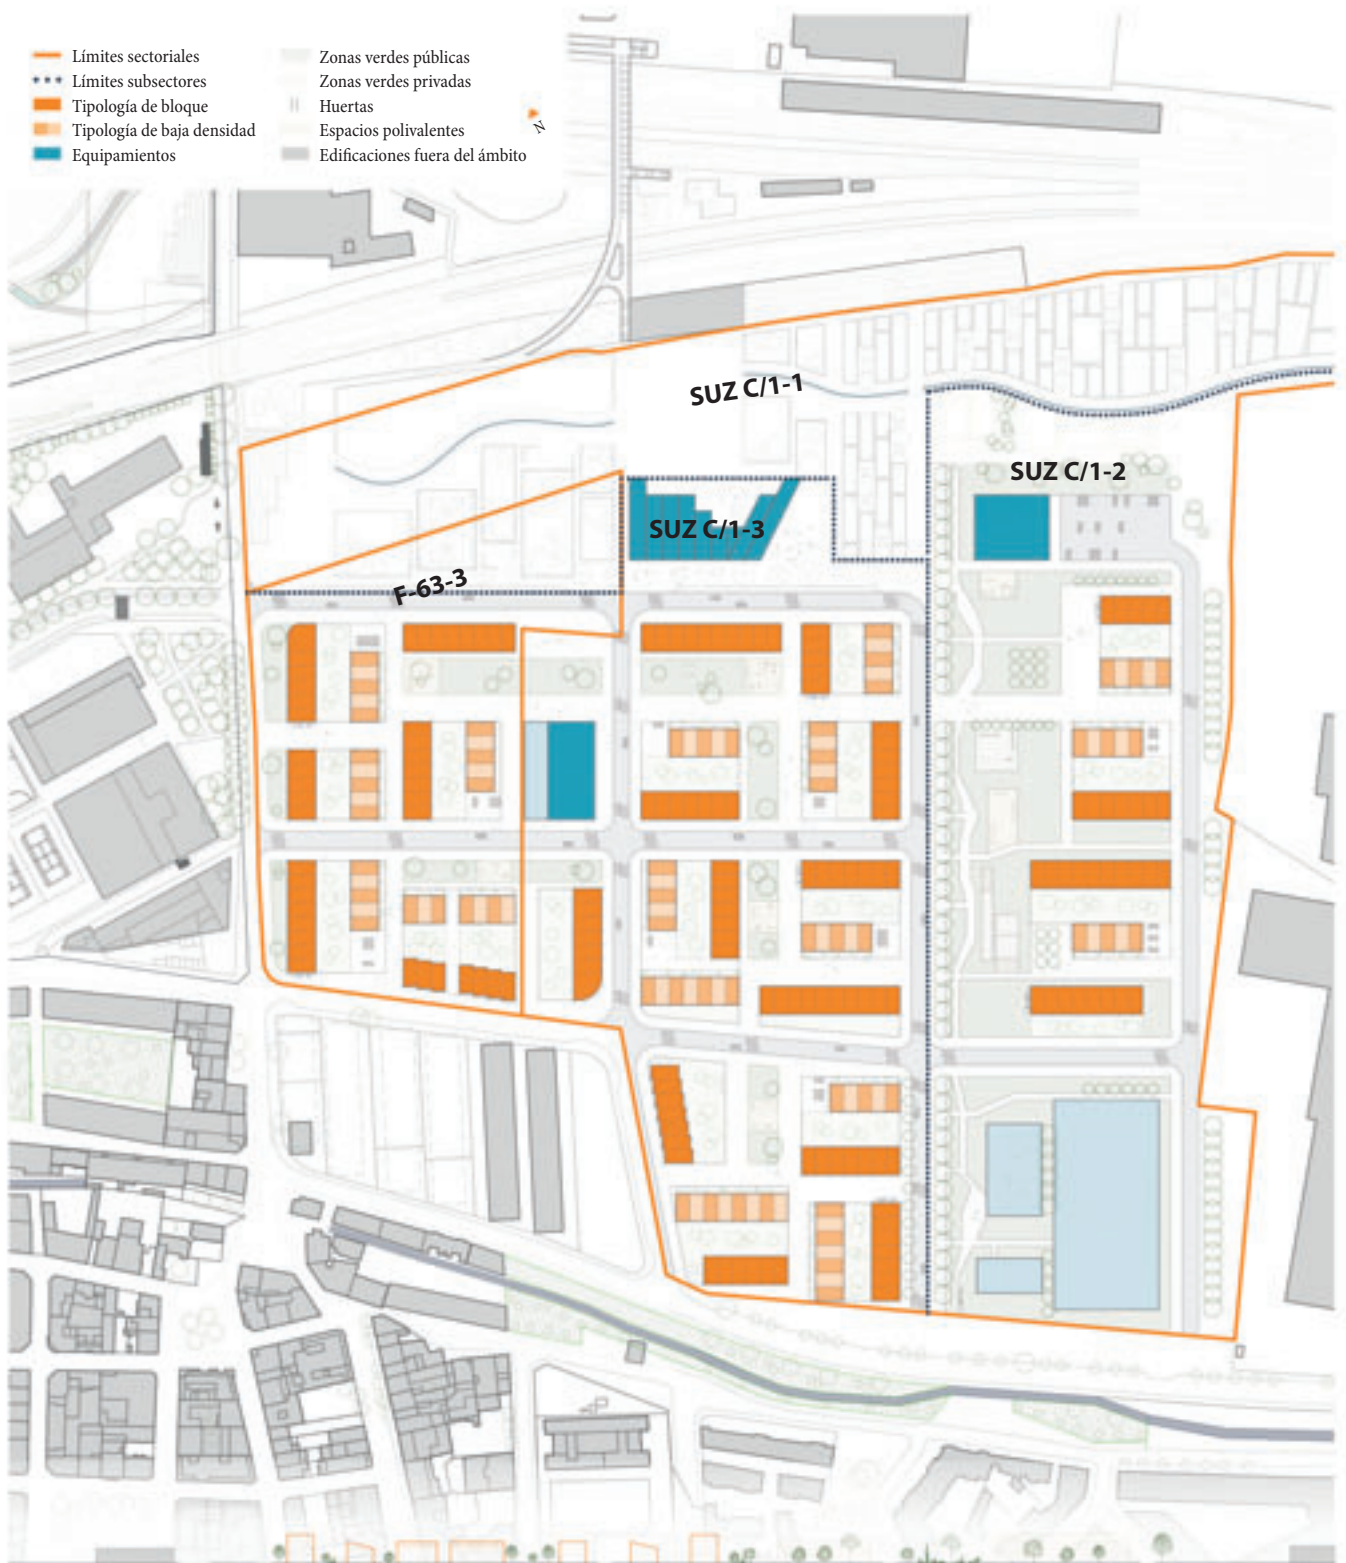 Límites sectoriales
Límites subsectores
Tipología de bloque
Tipología de baja densidad
Equipamientos
Zonas verdes públicas
Zonas verdes privadas
Huertas
Espacios polivalentes
Edificaciones fuera del ámbito
N
SUZ C/1-1
SUZ C/1-2
SUZ C/1-3
F-63-3